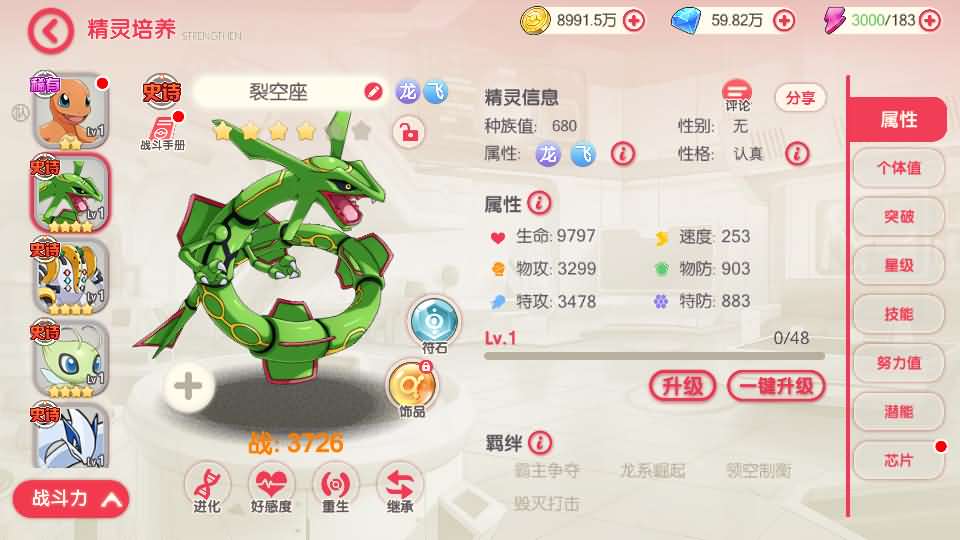 精灵培养 STRENGTHEN
8991.5万
59.82万
3000/183
稀有
队
Lv1
史诗
Lv1
史诗
Lv1
史诗
Lv1
史诗
Lv1
战斗力
史诗
战斗手册
裂空座
龙 飞
符石
饰品
战: 3726
进化
好感度
重生
继承
精灵信息
评论
分享
种族值: 680
性别: 无
属性: 龙 飞
性格: 认真
属性
生命: 9797
速度: 253
物攻: 3299
物防: 903
特攻: 3478
特防: 883
Lv.1
0/48
升级
一键升级
羁绊
霸主争夺 龙系崛起 领空制衡
毁灭打击
属性
个体值
突破
星级
技能
努力值
潜能
芯片